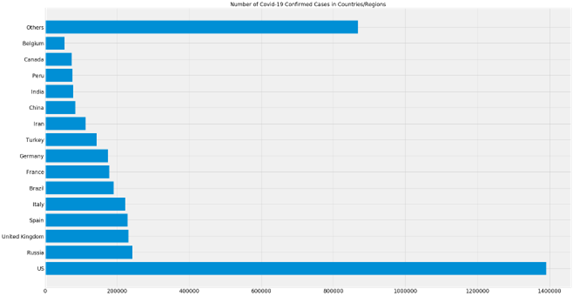 Number of Covid-19 Confirmed Cases in Countries/Regions
Others
Belgium
Canada
Peru
India
China
Iran
Turkey
Germany
France
Brazil
Italy
Spain
United Kingdom
Russia
US
0 200000 400000 600000 800000 1000000 1200000 1400000